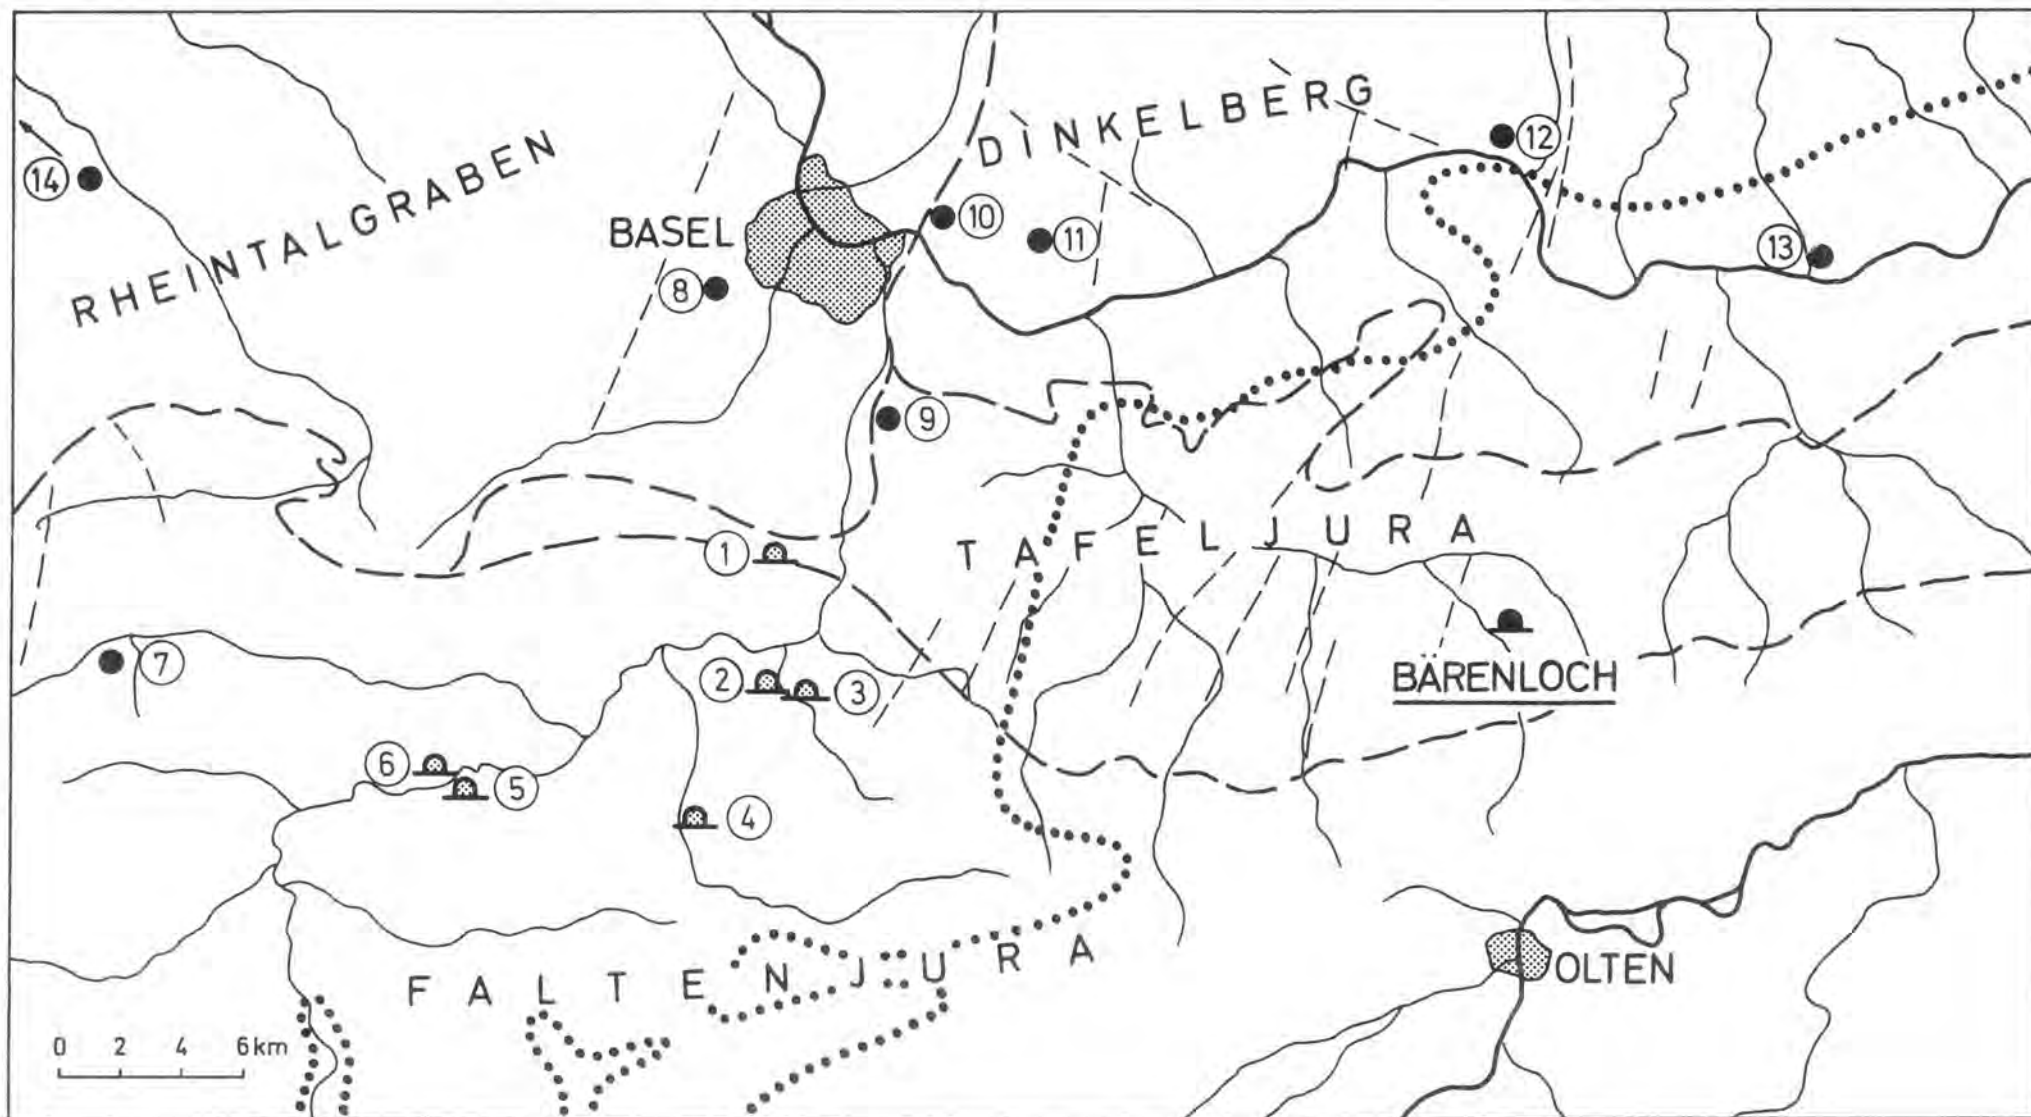 DINKELBERG
12
14
RHEINTALGRABEN
10
BASEL
11
13
8
9
TAFELJURA
1
7
2
3
BÄRENLOCH
6
5
4
FALTENJURA
OLTEN
0 2 4 6km